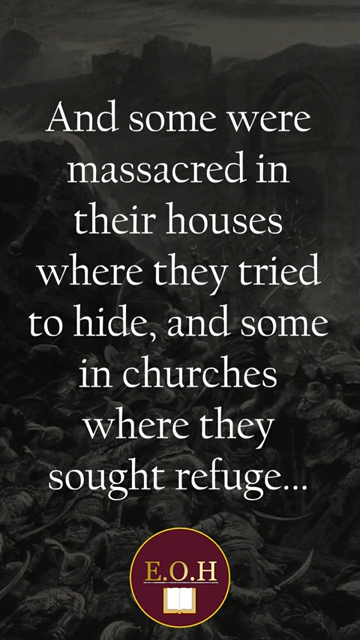 And some were
massacred in
their houses
where they tried
to hide, and some
in churches
where they
sought refuge...
E.O.H